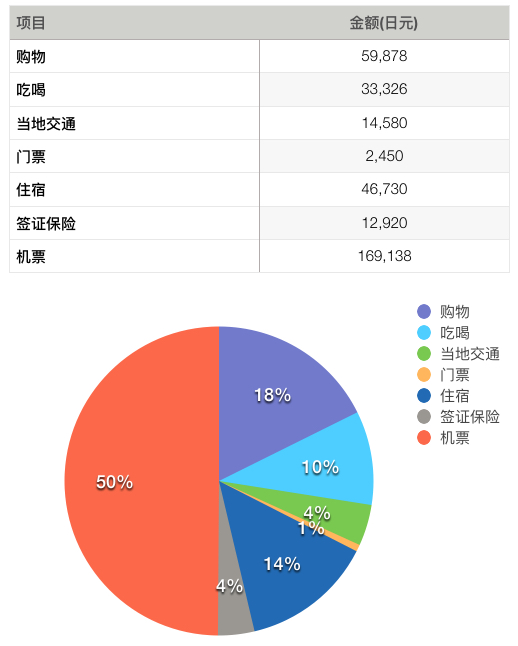 项目 金额(日元)
购物 59,878
吃喝 33,326
当地交通 14,580
门票 2,450
住宿 46,730
签证保险 12,920
机票 169,138
购物
吃喝
当地交通
门票
住宿
签证保险
机票
18%
10%
50%
4%
1%
14%
4%